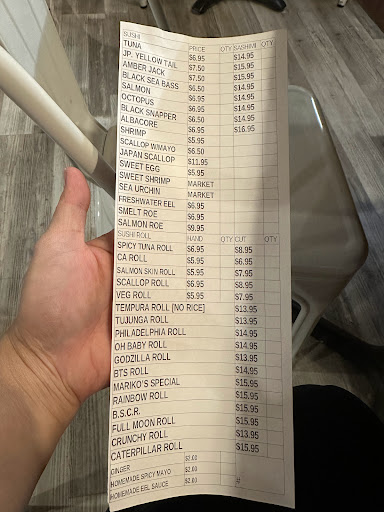 SUSHI PRICE QTY SASHIMI QTY
TUNA $6.95 $14.95
JP. YELLOW TAIL $7.50 $15.95
AMBER JACK $7.50 $15.95
BLACK SEA BASS $6.50 $14.95
SALMON $6.95 $14.95
OCTOPUS $6.95 $14.95
BLACK SNAPPER $6.50 $14.95
ALBACORE $6.95 $16.95
SHRIMP $5.95
SCALLOP W/MAYO $6.50
JAPAN SCALLOP $11.95
SWEET EGG $5.95
SWEET SHRIMP MARKET
SEA URCHIN MARKET
FRESHWATER EEL $6.95
SMELT ROE $6.95
SALMON ROE $9.95
SUSHI ROLL HAND QTY CUT QTY
SPICY TUNA ROLL $6.95 $8.95
CA ROLL $5.95 $6.95
SALMON SKIN ROLL $5.95 $7.95
SCALLOP ROLL $6.95 $8.95
VEG ROLL $5.95 $7.95
TEMPURA ROLL [NO RICE] $13.95
TUJUNGA ROLL $13.95
PHILADELPHIA ROLL $14.95
OH BABY ROLL $14.95
GODZILLA ROLL $13.95
BTS ROLL $14.95
MARIKO'S SPECIAL $15.95
RAINBOW ROLL $15.95
B.S.C.R. $15.95
FULL MOON ROLL $15.95
CRUNCHY ROLL $13.95
CATERPILLAR ROLL $15.95
GINGER $2.00
HOMEMADE SPICY MAYO $2.00
HOMEMADE EEL SAUCE $2.00 #